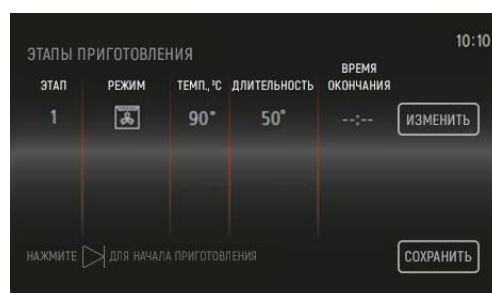 10:10
ЭТАПЫ ПРИГОТОВЛЕНИЯ
ЭТАП РЕЖИМ ТЕМП., °C ДЛИТЕЛЬНОСТЬ ВРЕМЯ ОКОНЧАНИЯ
1 90° 50° --:-- ИЗМЕНИТЬ
НАЖМИТЕ ДЛЯ НАЧАЛА ПРИГОТОВЛЕНИЯ СОХРАНИТЬ